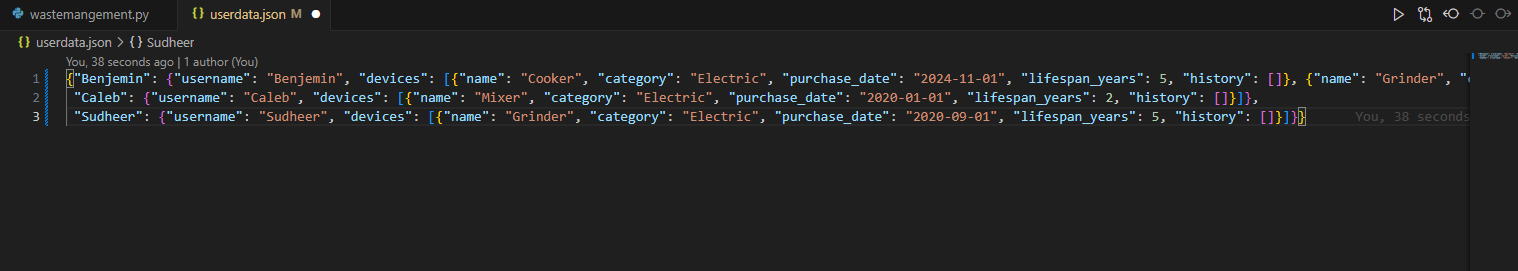 wastemangement.py
userdata.json M
userdata.json > Sudheer
You, 38 seconds ago | 1 author (You)
1 {"Benjemin": {"username": "Benjemin", "devices": [{"name": "Cooker", "category": "Electric", "purchase_date": "2024-11-01", "lifespan_years": 5, "history": []}, {"name": "Grinder", "
2 "Caleb": {"username": "Caleb", "devices": [{"name": "Mixer", "category": "Electric", "purchase_date": "2020-01-01", "lifespan_years": 2, "history": []}]},
3 "Sudheer": {"username": "Sudheer", "devices": [{"name": "Grinder", "category": "Electric", "purchase_date": "2020-09-01", "lifespan_years": 5, "history": []}]}} You, 38 seconds